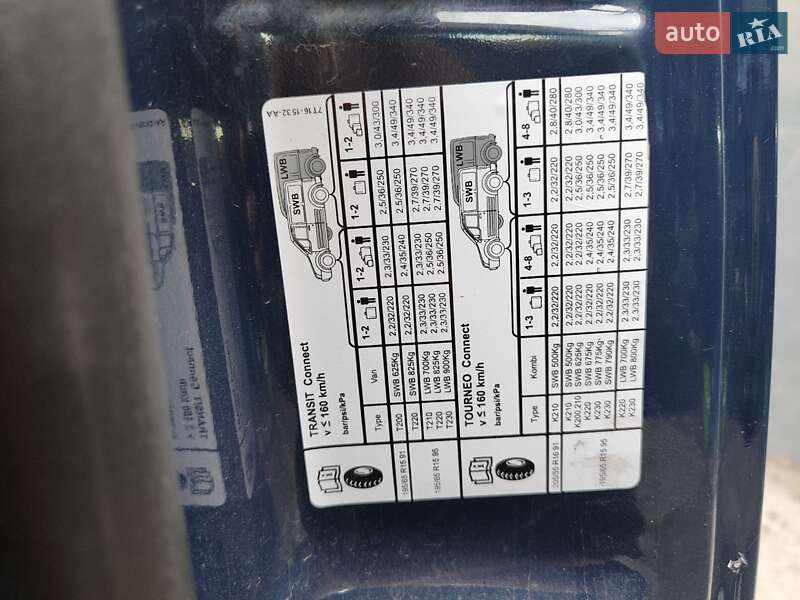 auto RIA
.com
7T16-1532-AA
TRANSIT Connect
v ≤ 160 km/h
bar/psi/kPa
SWB LWB
1-2 1-2 1-2 1-2
Type Van
195/65 R15 91 T200 SWB 625Kg 2,2/32/220 2,3/33/230 2,5/36/250 3,0/43/300
T220 SWB 825Kg 2,2/32/220 2,4/35/240 2,5/36/250 3,4/49/340
195/65 R15 95 T210 LWB 700Kg 2,3/33/230 2,3/33/230 2,7/39/270 3,4/49/340
T220 LWB 825Kg 2,3/33/230 2,5/36/250 2,7/39/270 3,4/49/340
T230 LWB 900Kg 2,3/33/230 2,5/36/250 2,7/39/270 3,4/49/340
TOURNEO Connect
v ≤ 160 km/h
bar/psi/kPa
SWB LWB
1-3 4-8 1-3 4-8
Type Kombi
205/55 R16 91 K210 SWB 500Kg 2,2/32/220 2,2/32/220 2,2/32/220 2,8/40/280
K210 SWB 500Kg 2,2/32/220 2,2/32/220 2,2/32/220 2,8/40/280
K200 210 SWB 625Kg 2,2/32/220 2,2/32/220 2,2/32/220 3,0/43/300
195/65 R15 95 K220 SWB 675Kg 2,2/32/220 2,4/35/240 2,5/36/250 3,4/49/340
K230 SWB 775Kg 2,2/32/220 2,4/35/240 2,5/36/250 3,4/49/340
K230 SWB 790Kg 2,2/32/220 2,4/35/240 2,5/36/250 3,4/49/340
K220 LWB 700Kg 2,3/33/230 2,3/33/230 2,7/39/270 3,4/49/340
K230 LWB 800Kg 2,3/33/230 2,3/33/230 2,7/39/270 3,4/49/340